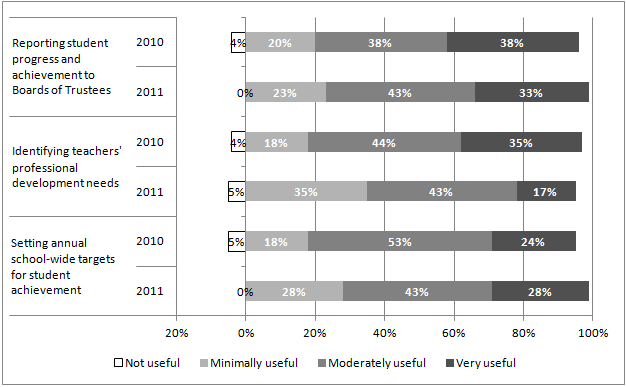 Reporting student
progress and
achievement to
Boards of Trustees
2010
4% 20% 38% 38%
2011
0% 23% 43% 33%
Identifying teachers'
professional
development needs
2010
4% 18% 44% 35%
2011
5% 35% 43% 17%
Setting annual
school-wide targets
for student
achievement
2010
5% 18% 53% 24%
2011
0% 28% 43% 28%
20% 0% 20% 40% 60% 80% 100%
Not useful Minimally useful Moderately useful Very useful